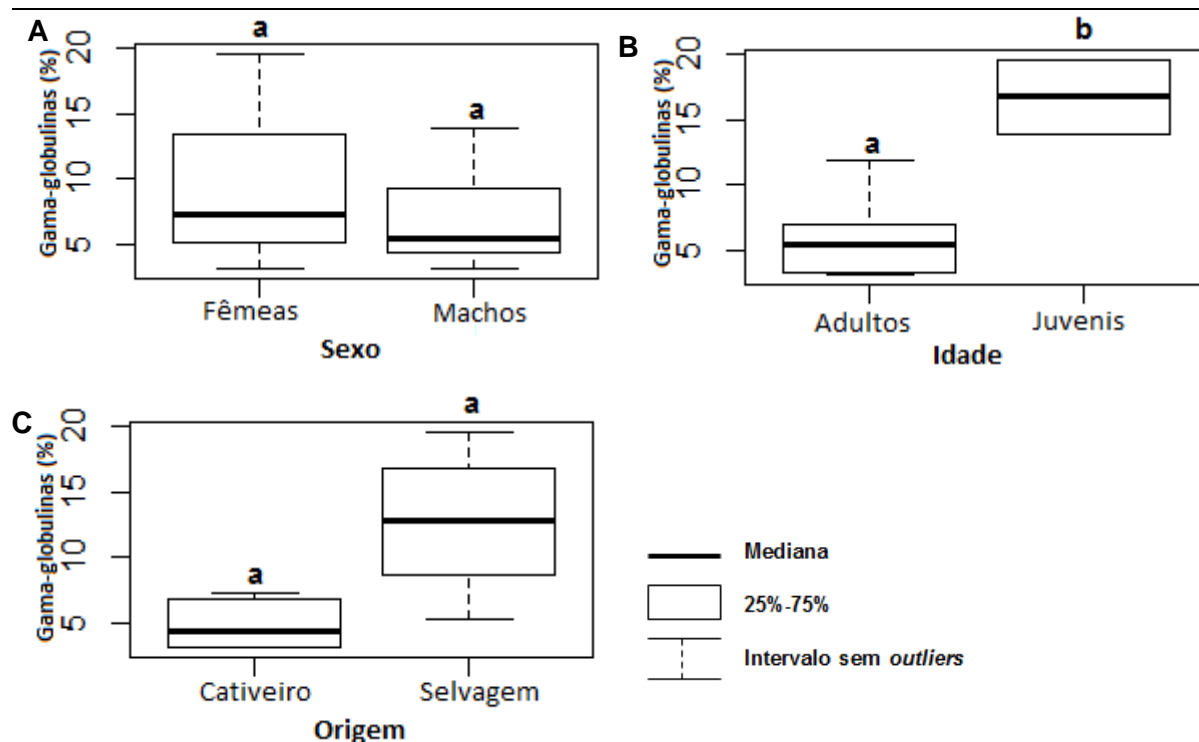 A
a
a
Gama-globulinas (%)
20
15
10
5
Fêmeas
Machos
Sexo
B
b
a
Gama-globulinas (%)
20
15
10
5
Adultos
Juvenis
Idade
C
a
a
Gama-globulinas (%)
20
15
10
5
Cativeiro
Selvagem
Origem
Mediana
25%-75%
Intervalo sem outliers